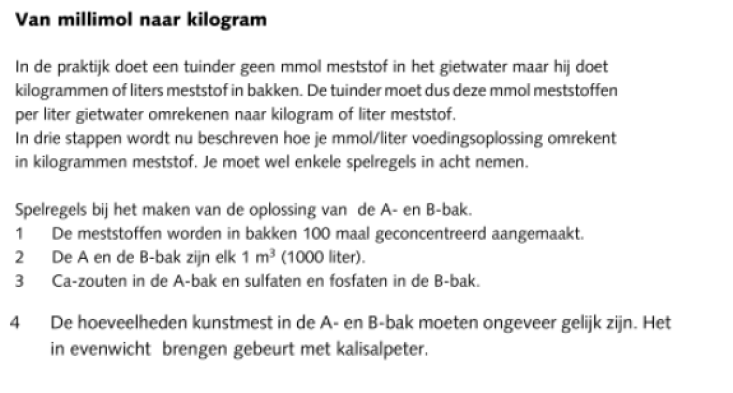 Van millimol naar kilogram
In de praktijk doet een tuinder geen mmol meststof in het gietwater maar hij doet
kilogrammen of liters meststof in bakken. De tuinder moet dus deze mmol meststoffen
per liter gietwater omrekenen naar kilogram of liter meststof.
In drie stappen wordt nu beschreven hoe je mmol/liter voedingsoplossing omrekent
in kilogrammen meststof. Je moet wel enkele spelregels in acht nemen.
Spelregels bij het maken van de oplossing van de A- en B-bak.
1 De meststoffen worden in bakken 100 maal geconcentreerd aangemaakt.
2 De A en de B-bak zijn elk 1 m³ (1000 liter).
3 Ca-zouten in de A-bak en sulfaten en fosfaten in de B-bak.
4 De hoeveelheden kunstmest in de A- en B-bak moeten ongeveer gelijk zijn. Het
in evenwicht brengen gebeurt met kalisalpeter.